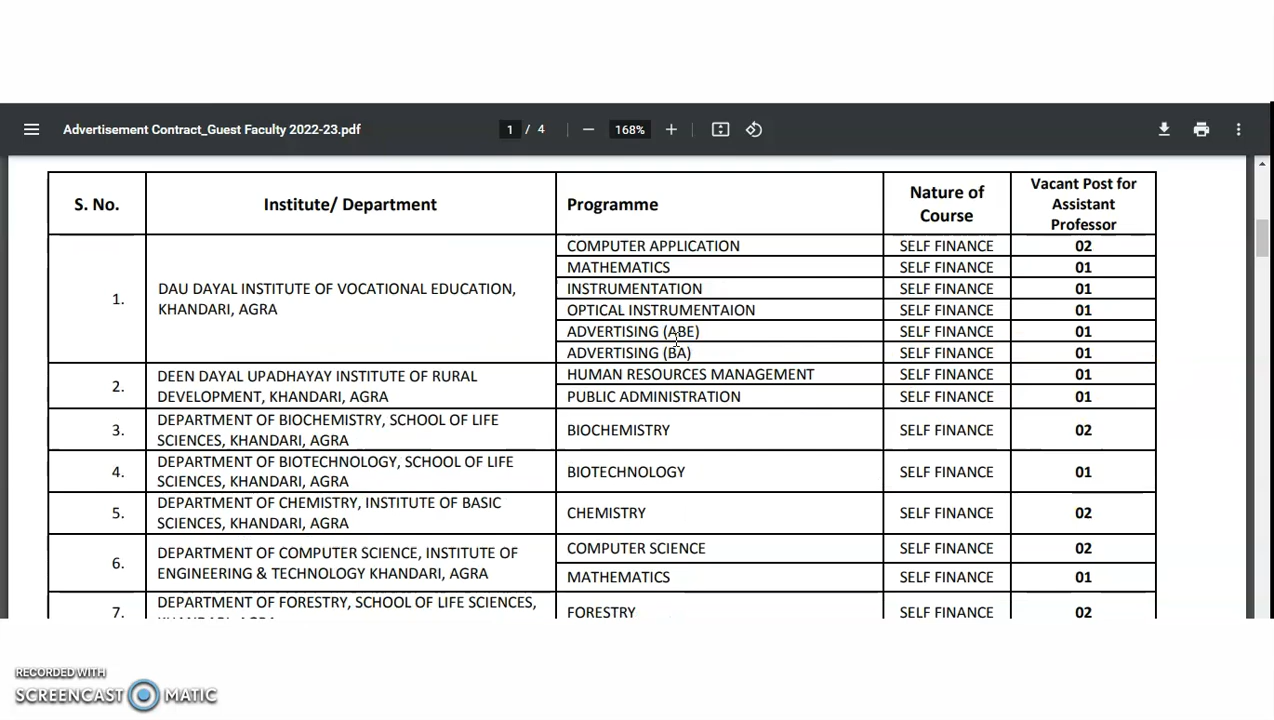 Advertisement Contract_Guest Faculty 2022-23.pdf 1 / 4 168%
S. No. Institute/ Department Programme Nature of Course Vacant Post for Assistant Professor
1. DAU DAYAL INSTITUTE OF VOCATIONAL EDUCATION, KHANDARI, AGRA
COMPUTER APPLICATION SELF FINANCE 02
MATHEMATICS SELF FINANCE 01
INSTRUMENTATION SELF FINANCE 01
OPTICAL INSTRUMENTAION SELF FINANCE 01
ADVERTISING (ABE) SELF FINANCE 01
ADVERTISING (BA) SELF FINANCE 01
2. DEEN DAYAL UPADHAYAY INSTITUTE OF RURAL DEVELOPMENT, KHANDARI, AGRA
HUMAN RESOURCES MANAGEMENT SELF FINANCE 01
PUBLIC ADMINISTRATION SELF FINANCE 01
3. DEPARTMENT OF BIOCHEMISTRY, SCHOOL OF LIFE SCIENCES, KHANDARI, AGRA
BIOCHEMISTRY SELF FINANCE 02
4. DEPARTMENT OF BIOTECHNOLOGY, SCHOOL OF LIFE SCIENCES, KHANDARI, AGRA
BIOTECHNOLOGY SELF FINANCE 01
5. DEPARTMENT OF CHEMISTRY, INSTITUTE OF BASIC SCIENCES, KHANDARI, AGRA
CHEMISTRY SELF FINANCE 02
6. DEPARTMENT OF COMPUTER SCIENCE, INSTITUTE OF ENGINEERING & TECHNOLOGY KHANDARI, AGRA
COMPUTER SCIENCE SELF FINANCE 02
MATHEMATICS SELF FINANCE 01
7. DEPARTMENT OF FORESTRY, SCHOOL OF LIFE SCIENCES,
FORESTRY SELF FINANCE 02
RECORDED WITH
SCREENCAST MATIC